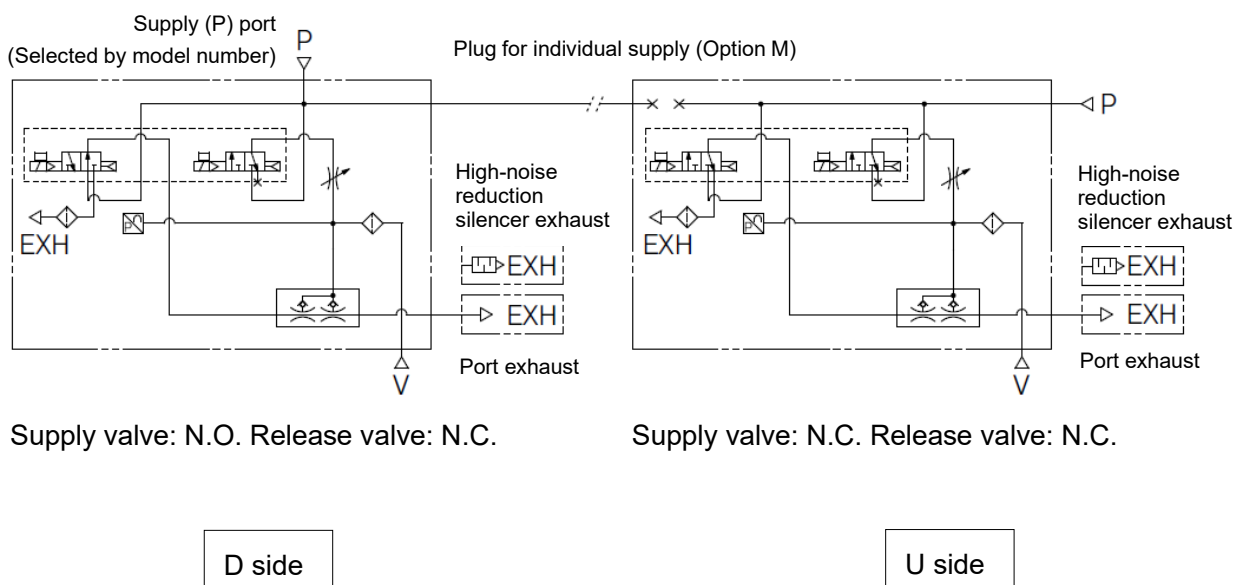 Supply (P) port
(Selected by model number)
P
Plug for individual supply (Option M)
P
High-noise
reduction
silencer exhaust
EXH
P
EXH
EXH
Port exhaust
V
High-noise
reduction
silencer exhaust
EXH
P
EXH
EXH
Port exhaust
V
Supply valve: N.O. Release valve: N.C.
Supply valve: N.C. Release valve: N.C.
D side
U side